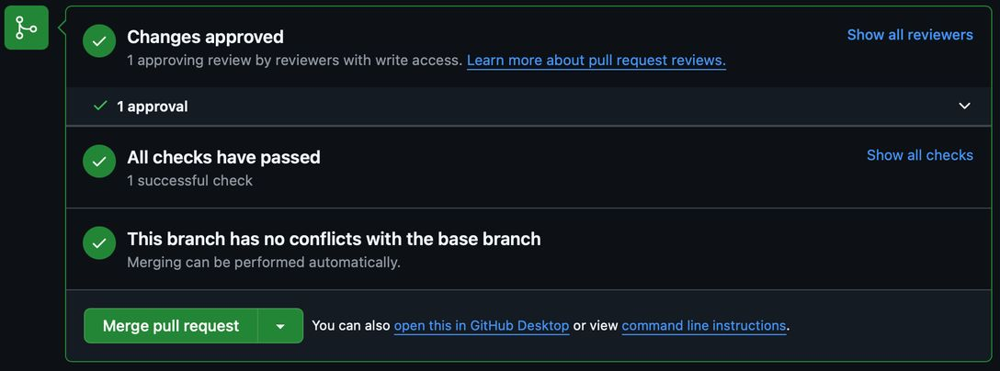 Changes approved
Show all reviewers
1 approving review by reviewers with write access. Learn more about pull request reviews.
1 approval
All checks have passed
Show all checks
1 successful check
This branch has no conflicts with the base branch
Merging can be performed automatically.
Merge pull request
You can also open this in GitHub Desktop or view command line instructions.